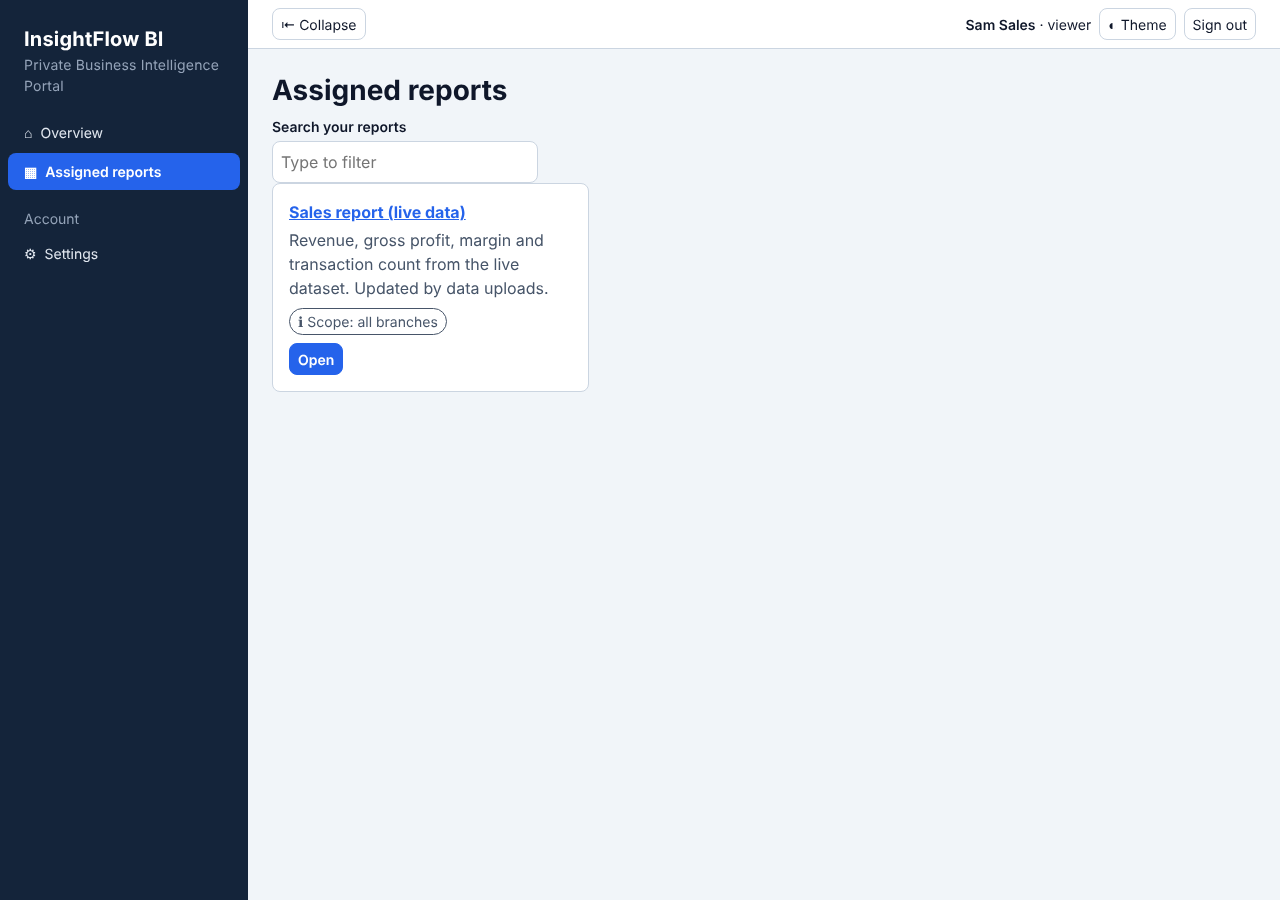 InsightFlow BI
Private Business Intelligence
Portal
⌂ Overview
▦ Assigned reports
Account
⚙ Settings
⇤ Collapse
Sam Sales · viewer
◖ Theme
Sign out
Assigned reports
Search your reports
Type to filter
Sales report (live data)
Revenue, gross profit, margin and
transaction count from the live
dataset. Updated by data uploads.
ℹ Scope: all branches
Open